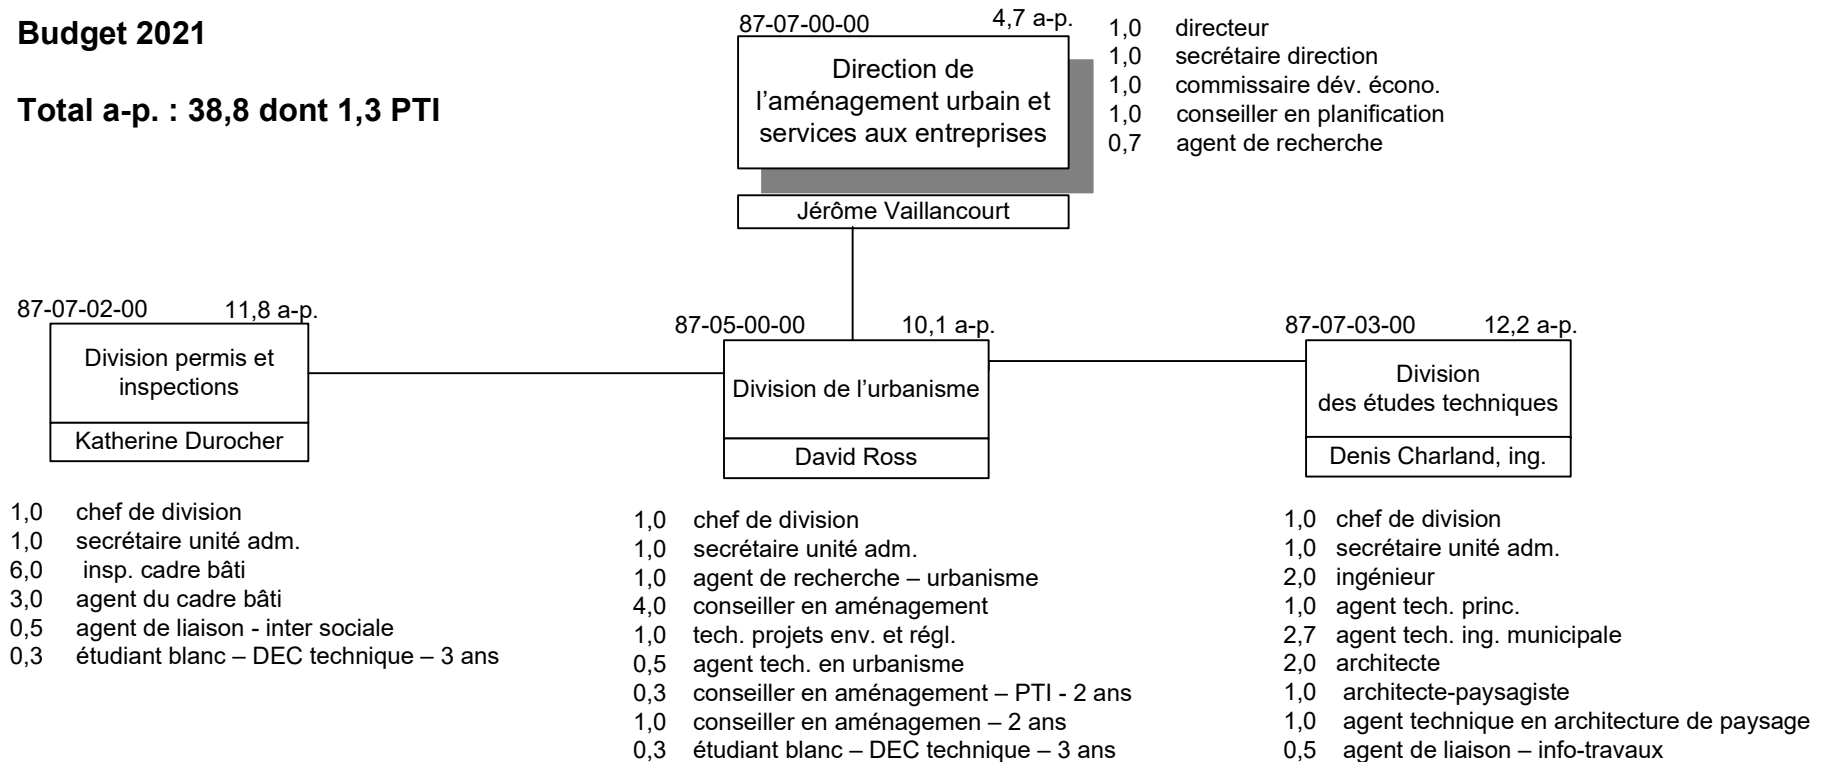 Budget 2021
Total a-p. : 38,8 dont 1,3 PTI
87-07-00-00 4,7 a-p.
Direction de
l’aménagement urbain et
services aux entreprises
Jérôme Vaillancourt
1,0 directeur
1,0 secrétaire direction
1,0 commissaire dév. écono.
1,0 conseiller en planification
0,7 agent de recherche
87-07-02-00 11,8 a-p.
Division permis et
inspections
Katherine Durocher
1,0 chef de division
1,0 secrétaire unité adm.
6,0 insp. cadre bâti
3,0 agent du cadre bâti
0,5 agent de liaison - inter sociale
0,3 étudiant blanc – DEC technique – 3 ans
87-05-00-00 10,1 a-p.
Division de l’urbanisme
David Ross
1,0 chef de division
1,0 secrétaire unité adm.
1,0 agent de recherche – urbanisme
4,0 conseiller en aménagement
1,0 tech. projets env. et régl.
0,5 agent tech. en urbanisme
0,3 conseiller en aménagement – PTI - 2 ans
1,0 conseiller en aménagemen – 2 ans
0,3 étudiant blanc – DEC technique – 3 ans
87-07-03-00 12,2 a-p.
Division
des études techniques
Denis Charland, ing.
1,0 chef de division
1,0 secrétaire unité adm.
2,0 ingénieur
1,0 agent tech. princ.
2,7 agent tech. ing. municipale
2,0 architecte
1,0 architecte-paysagiste
1,0 agent technique en architecture de paysage
0,5 agent de liaison – info-travaux